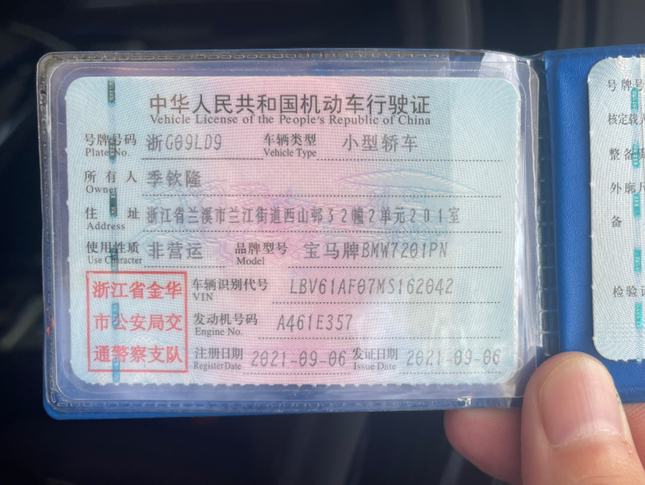 中华人民共和国机动车行驶证
Vehicle License of the People's Republic of China
号牌号码 浙G09LD9 车辆类型 小型轿车
Plate No. Vehicle Type
所有人 季钦隆
Owner
住址 浙江省兰溪市兰江街道西山邨32幢2单元201室
Address
使用性质 非营运 品牌型号 宝马牌BMW7201PN
Use Character Model
浙江省金华
市公安局交
通警察支队
车辆识别代号 LBV61AF07MS162042
VIN
发动机号码 A461E357
Engine No.
注册日期 2021-09-06 发证日期 2021-09-06
Register Date Issue Date
号牌号
核定载人
整备质
外廓尺
备
检验记